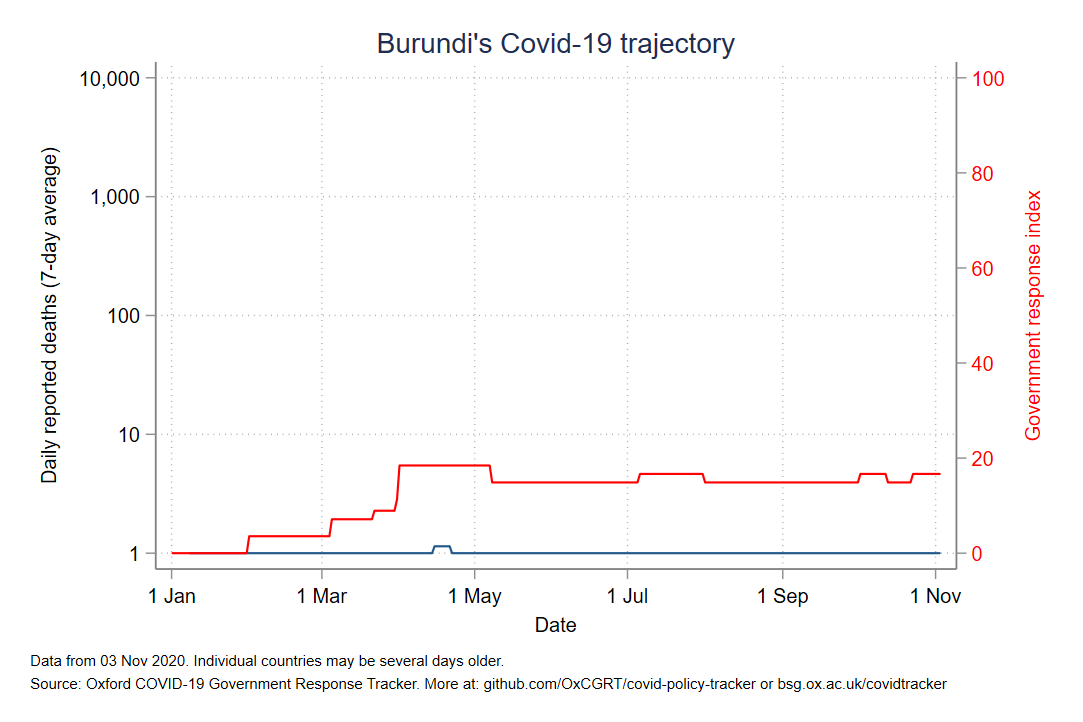 Burundi's Covid-19 trajectory
10,000
1,000
100
10
1
Daily reported deaths (7-day average)
100
80
60
40
20
0
Government response index
1 Jan
1 Mar
1 May
1 Jul
1 Sep
1 Nov
Date
Data from 03 Nov 2020. Individual countries may be several days older.
Source: Oxford COVID-19 Government Response Tracker. More at: github.com/OxCGRT/covid-policy-tracker or bsg.ox.ac.uk/covidtracker